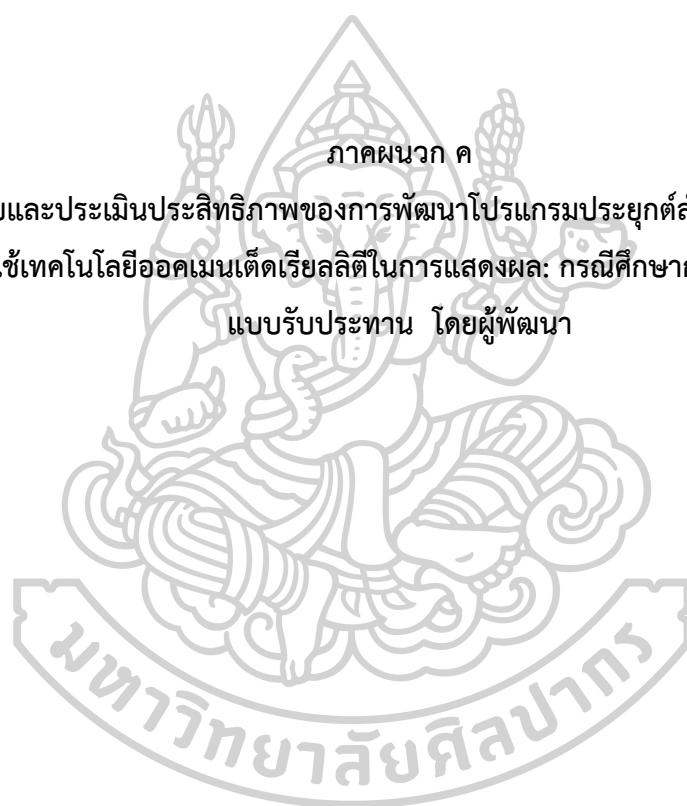 ภาคผนวก ค
และประเมินประสิทธิภาพของการพัฒนาโปรแกรมประยุกต์
เทคโนโลยีออคเมนเต็ดเรียลลิตีในการแสดงผล: กรณีศึกษา
แบบรับประทาน โดยผู้พัฒนา
มหาวิทยาลัยศิลปากร